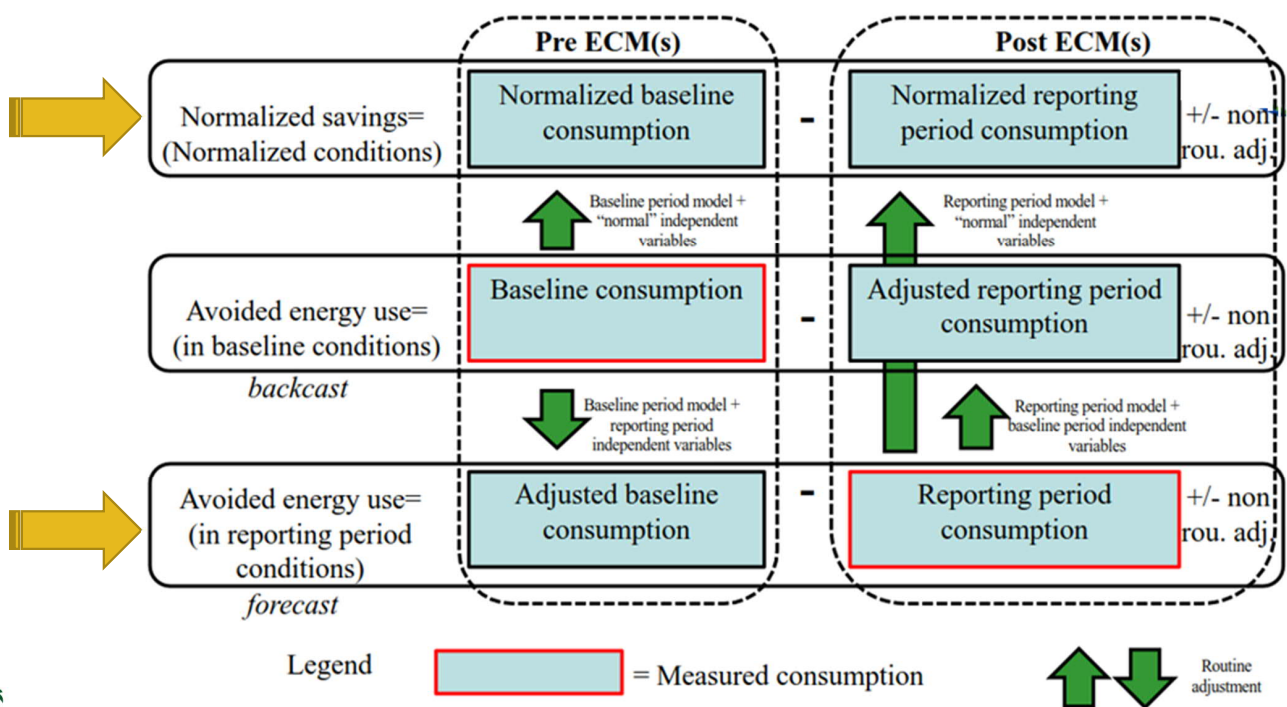 Pre ECM(s)
Post ECM(s)
Normalized savings=
(Normalized conditions)
Normalized baseline
consumption
-
Normalized reporting
period consumption
+/- non
rou. adj.
Baseline period model +
“normal” independent
variables
Reporting period model +
“normal” independent
variables
Avoided energy use=
(in baseline conditions)
backcast
Baseline consumption
-
Adjusted reporting period
consumption
+/- non
rou. adj.
Baseline period model +
reporting period
independent variables
Reporting period model +
baseline period independent
variables
Avoided energy use=
(in reporting period
conditions)
forecast
Adjusted baseline
consumption
-
Reporting period
consumption
+/- non
rou. adj.
Legend
= Measured consumption
Routine
adjustment